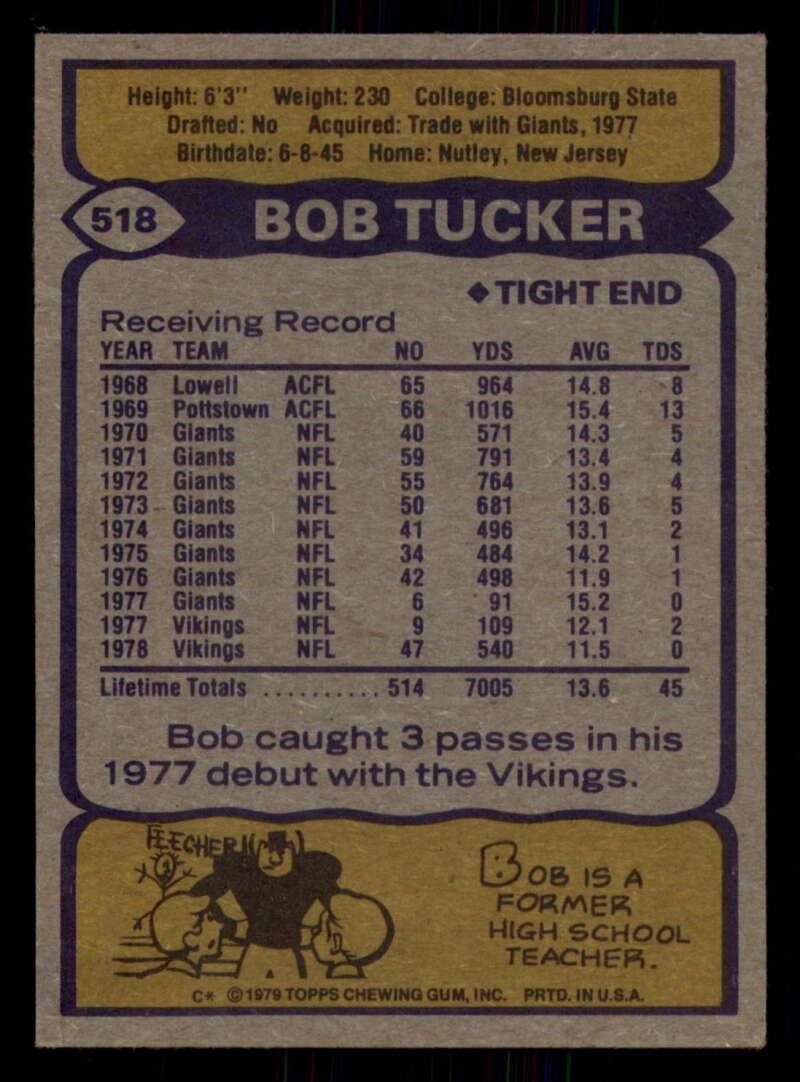 Height: 6'3" Weight: 230 College: Bloomsburg State
Drafted: No Acquired: Trade with Giants, 1977
Birthdate: 6-8-45 Home: Nutley, New Jersey
518 BOB TUCKER
◆TIGHT END
Receiving Record
YEAR TEAM NO YDS AVG TDS
1968 Lowell ACFL 65 964 14.8 8
1969 Pottstown ACFL 66 1016 15.4 13
1970 Giants NFL 40 571 14.3 5
1971 Giants NFL 59 791 13.4 4
1972 Giants NFL 55 764 13.9 4
1973 Giants NFL 50 681 13.6 5
1974 Giants NFL 41 496 13.1 2
1975 Giants NFL 34 484 14.2 1
1976 Giants NFL 42 498 11.9 1
1977 Giants NFL 6 91 15.2 0
1977 Vikings NFL 9 109 12.1 2
1978 Vikings NFL 47 540 11.5 0
Lifetime Totals .......... 514 7005 13.6 45
Bob caught 3 passes in his
1977 debut with the Vikings.
BOB IS A
FORMER
HIGH SCHOOL
TEACHER.
C* ©1979 TOPPS CHEWING GUM, INC. PRTD. IN U.S.A.